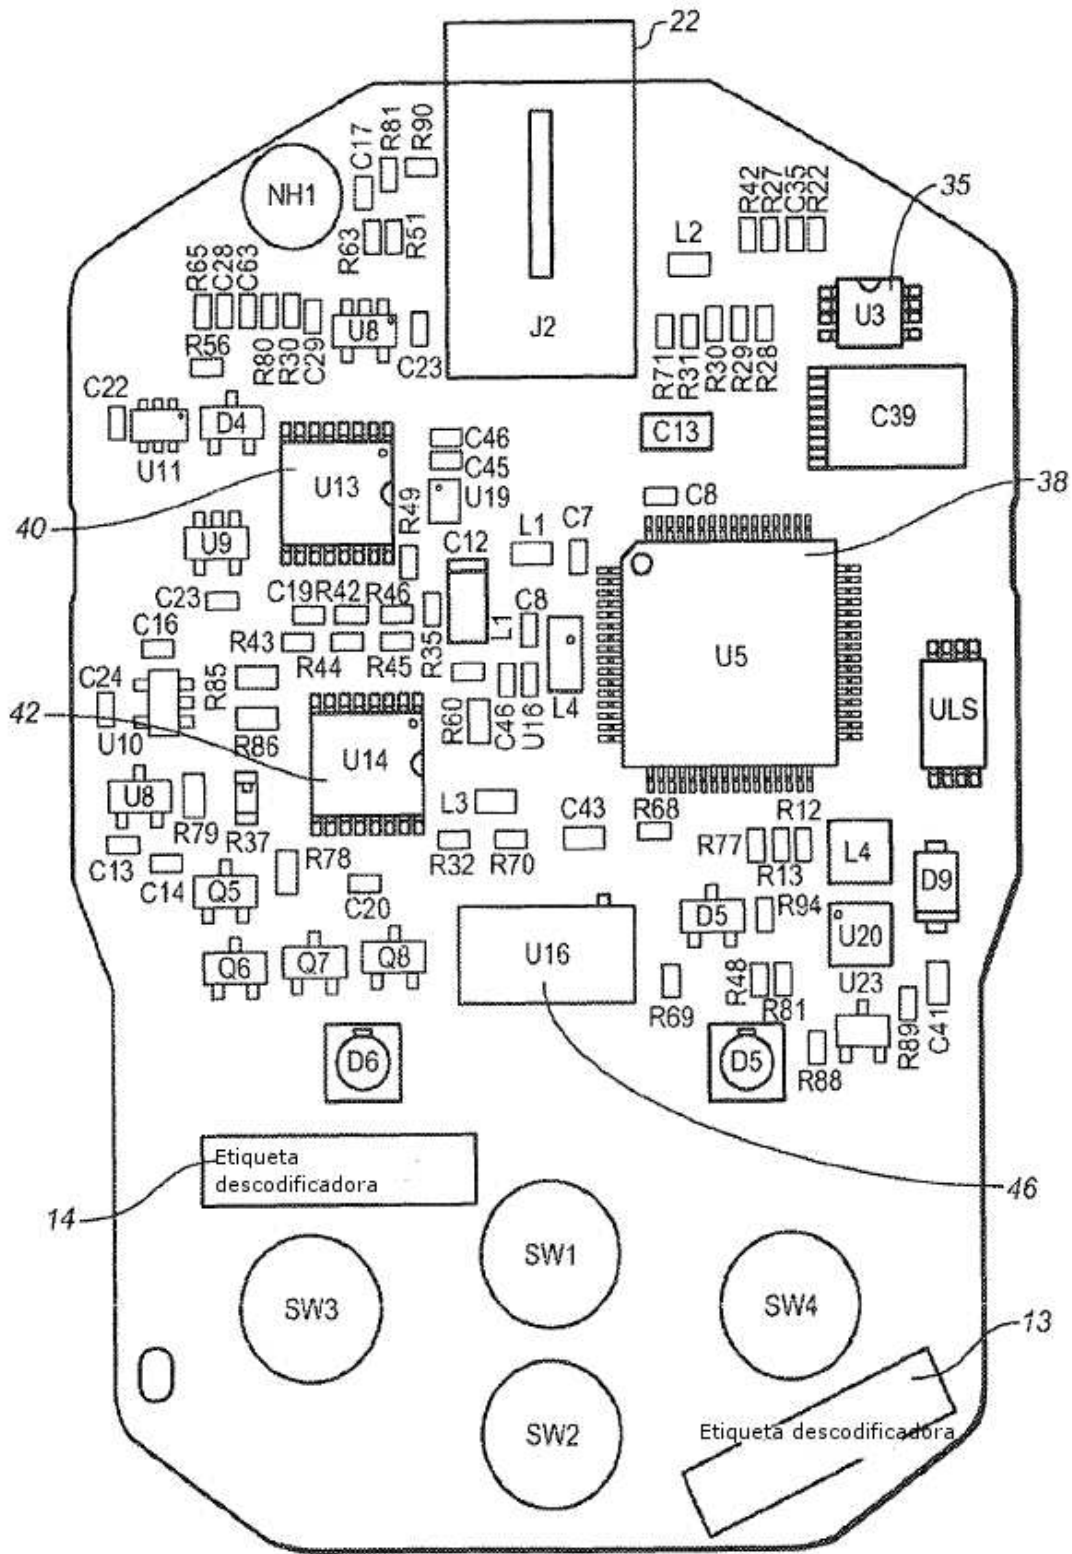 22
C17
R81
R90
NH1
R63
R51
R42
R27
C35
R22
35
L2
U3
R65
C28
C63
R56
R80
R30
C29
U8
C23
J2
R71
R31
R30
R29
R28
C22
U11
D4
C13
C39
40
U13
R49
C46
C45
U19
C8
38
U9
C12
L1
C7
C23
C19
R42
R46
R35
L1
C8
C16
R43
R44
R45
U5
C24
R85
U10
R86
42
U14
R60
C46
U16
L4
ULS
U8
R79
R37
L3
C43
R68
R12
C13
C14
R78
R32
R70
R77
R13
L4
D9
Q5
C20
D5
R94
U20
Q6
Q7
Q8
U16
R69
R48
R81
U23
R89
C41
D6
D5
R88
Etiqueta
descodificadora
14
46
SW1
SW3
SW4
13
SW2
Etiqueta descodificadora